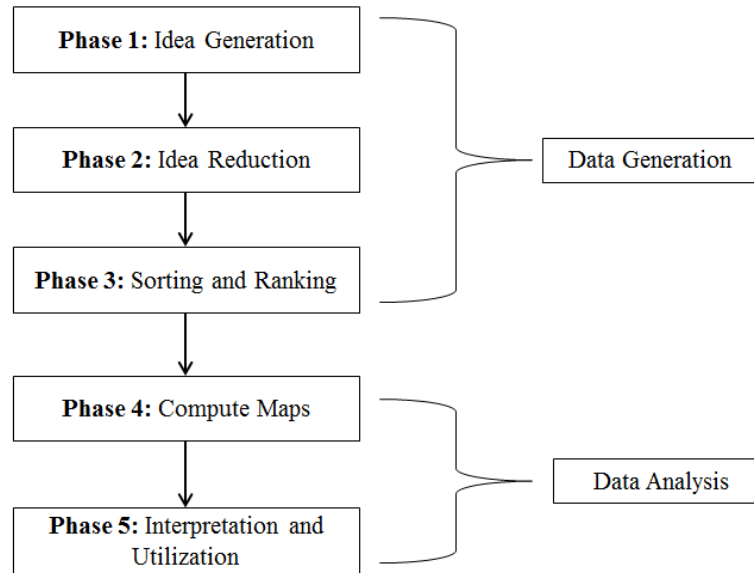 Phase 1: Idea Generation
Phase 2: Idea Reduction
Data Generation
Phase 3: Sorting and Ranking
Phase 4: Compute Maps
Data Analysis
Phase 5: Interpretation and
Utilization